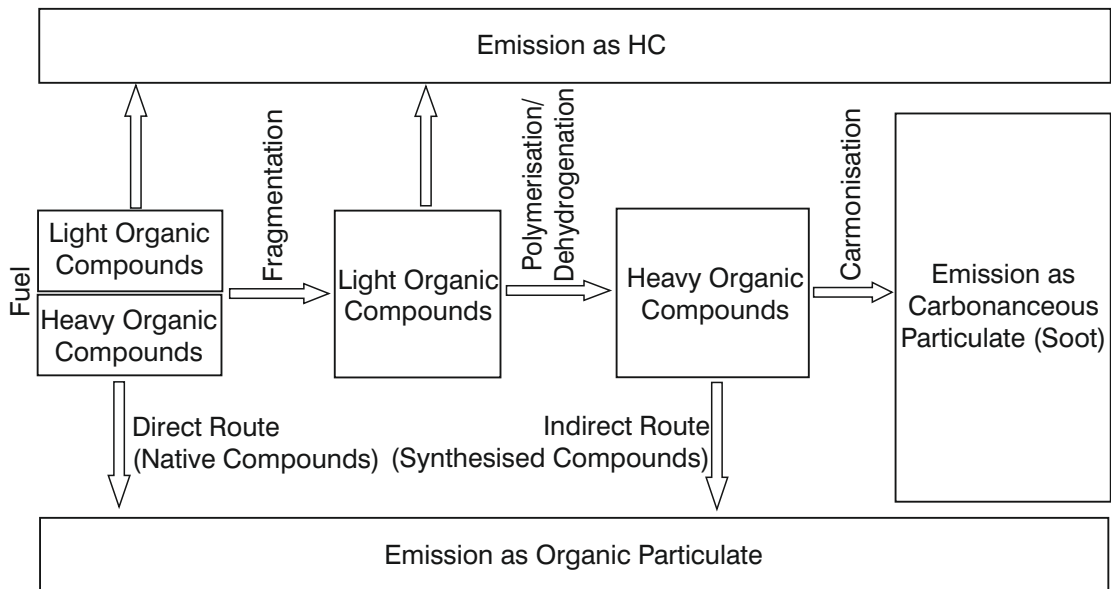 Emission as HC
Fuel
Light Organic
Compounds
Heavy Organic
Compounds
Fragmentation
Light Organic
Compounds
Polymerisation/
Dehydrogenation
Heavy Organic
Compounds
Carmonisation
Emission as
Carbonanceous
Particulate (Soot)
Direct Route
(Native Compounds)
Indirect Route
(Synthesised Compounds)
Emission as Organic Particulate